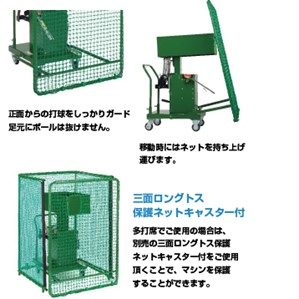 正面からの打球をしっかりガード
足元にボールは抜けません。
移動時にはネットを持ち上げ
運びます。
三面ロングトス
保護ネットキャスター付
多打席でご使用の場合は、
別売の三面ロングトス保護
ネットキャスター付をご使用
頂くことで、マシンを保護
することができます。